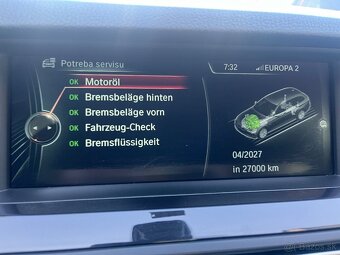 Potreba servisu
7:32
EUROPA 2
OK Motoröl
OK Bremsbeläge hinten
OK Bremsbeläge vorn
OK Fahrzeug-Check
OK Bremsflüssigkeit
04/2027
in 27000 km